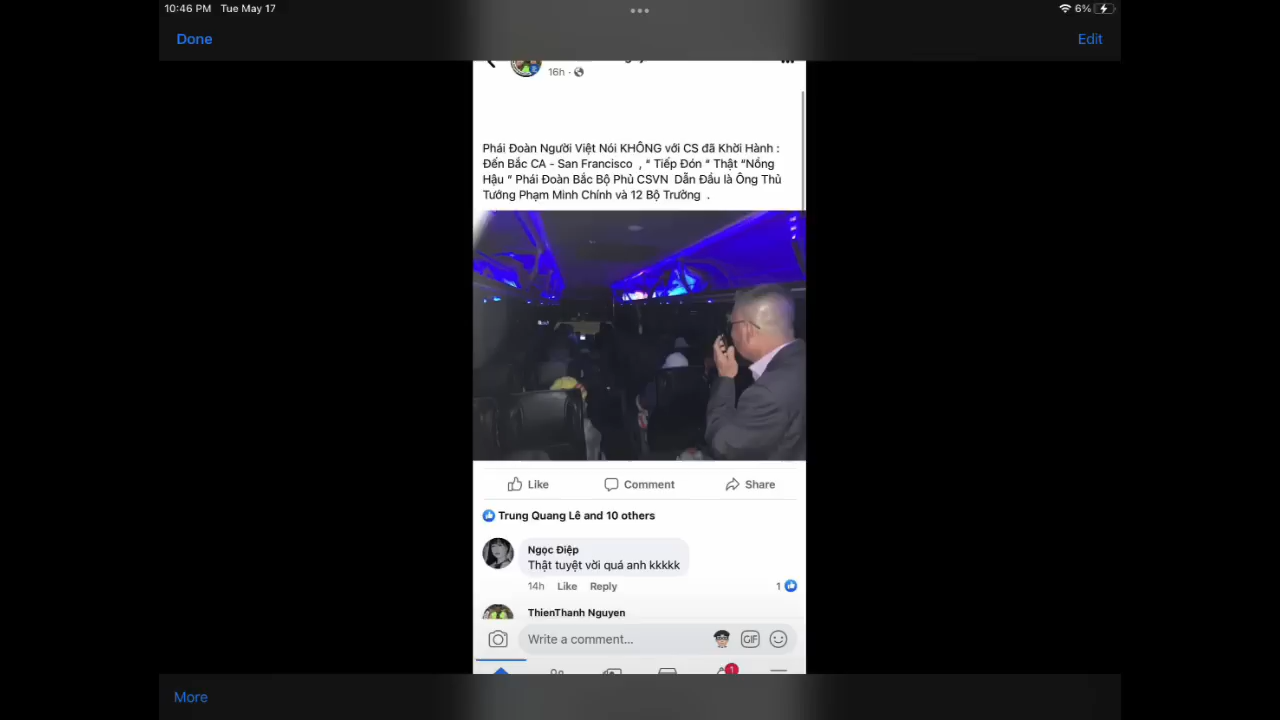 10:46 PM Tue May 17
6%
Done
Edit
16h
Phái Đoàn Người Việt Nói KHÔNG với CS đã Khời Hành :
Đến Bắc CA - San Francisco , “ Tiếp Đón “ Thật “Nồng
Hậu “ Phái Đoàn Bắc Bộ Phủ CSVN Dẫn Đầu là Ông Thủ
Tướng Phạm Minh Chính và 12 Bộ Trường .
Like
Comment
Share
Trung Quang Lê and 10 others
Ngọc Điệp
Thật tuyệt vời quá anh kkkkk
14h Like Reply
1
ThienThanh Nguyen
Write a comment...
GIF
1
More